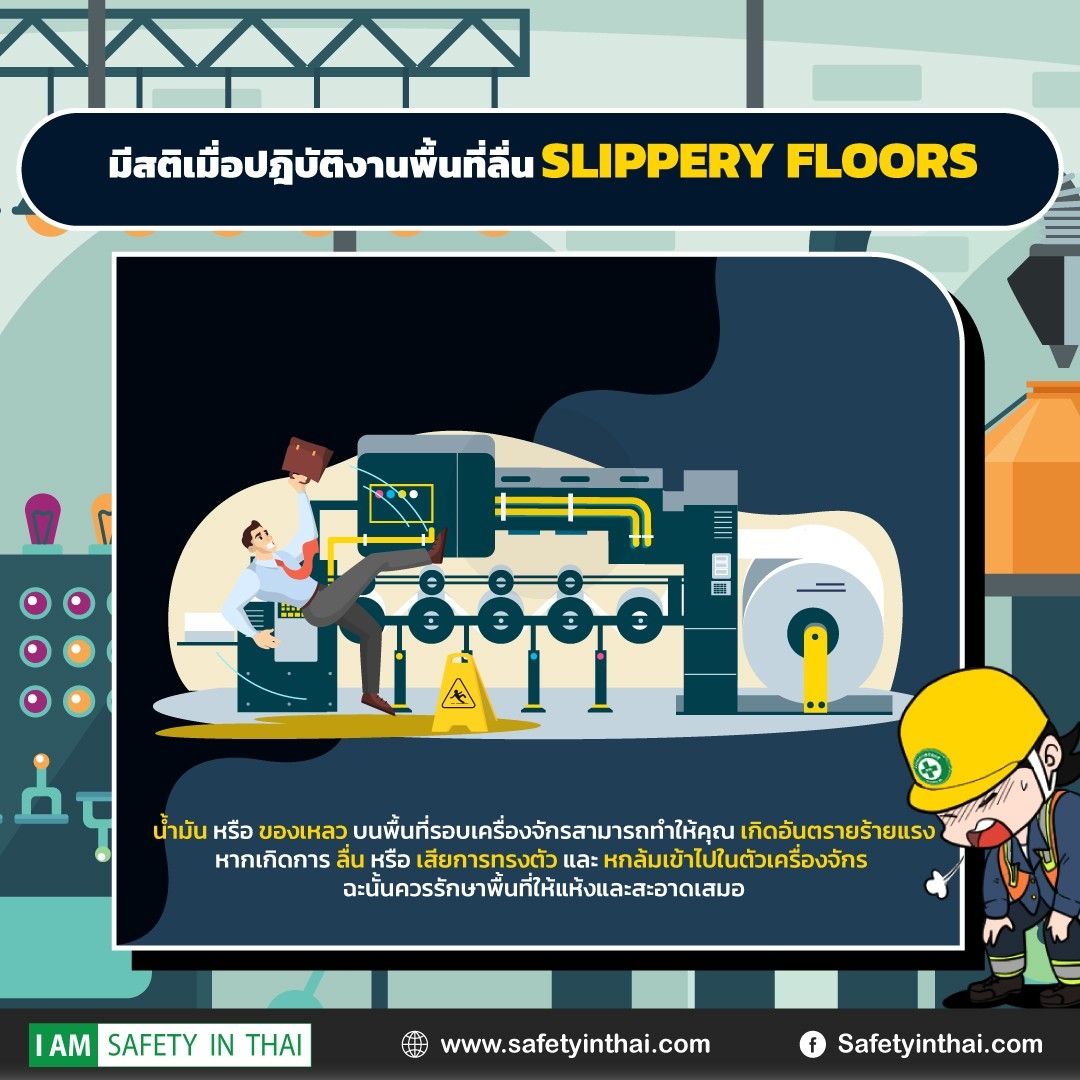 มีสติเมื่อปฎิบัติงานพื้นที่ลื่น SLIPPERY FLOORS
น้ำมัน หรือ ของเหลว บนพื้นที่รอบเครื่องจักรสามารถทำให้คุณ เกิดอันตรายร้ายแรง
หากเกิดการ ลื่น หรือ เสียการทรงตัว และ หกล้มเข้าไปในตัวเครื่องจักร
ฉะนั้นควรรักษาพื้นที่ให้แห้งและสะอาดเสมอ
I AM SAFETY IN THAI
www.safetyinthai.com
Safetyinthai.com